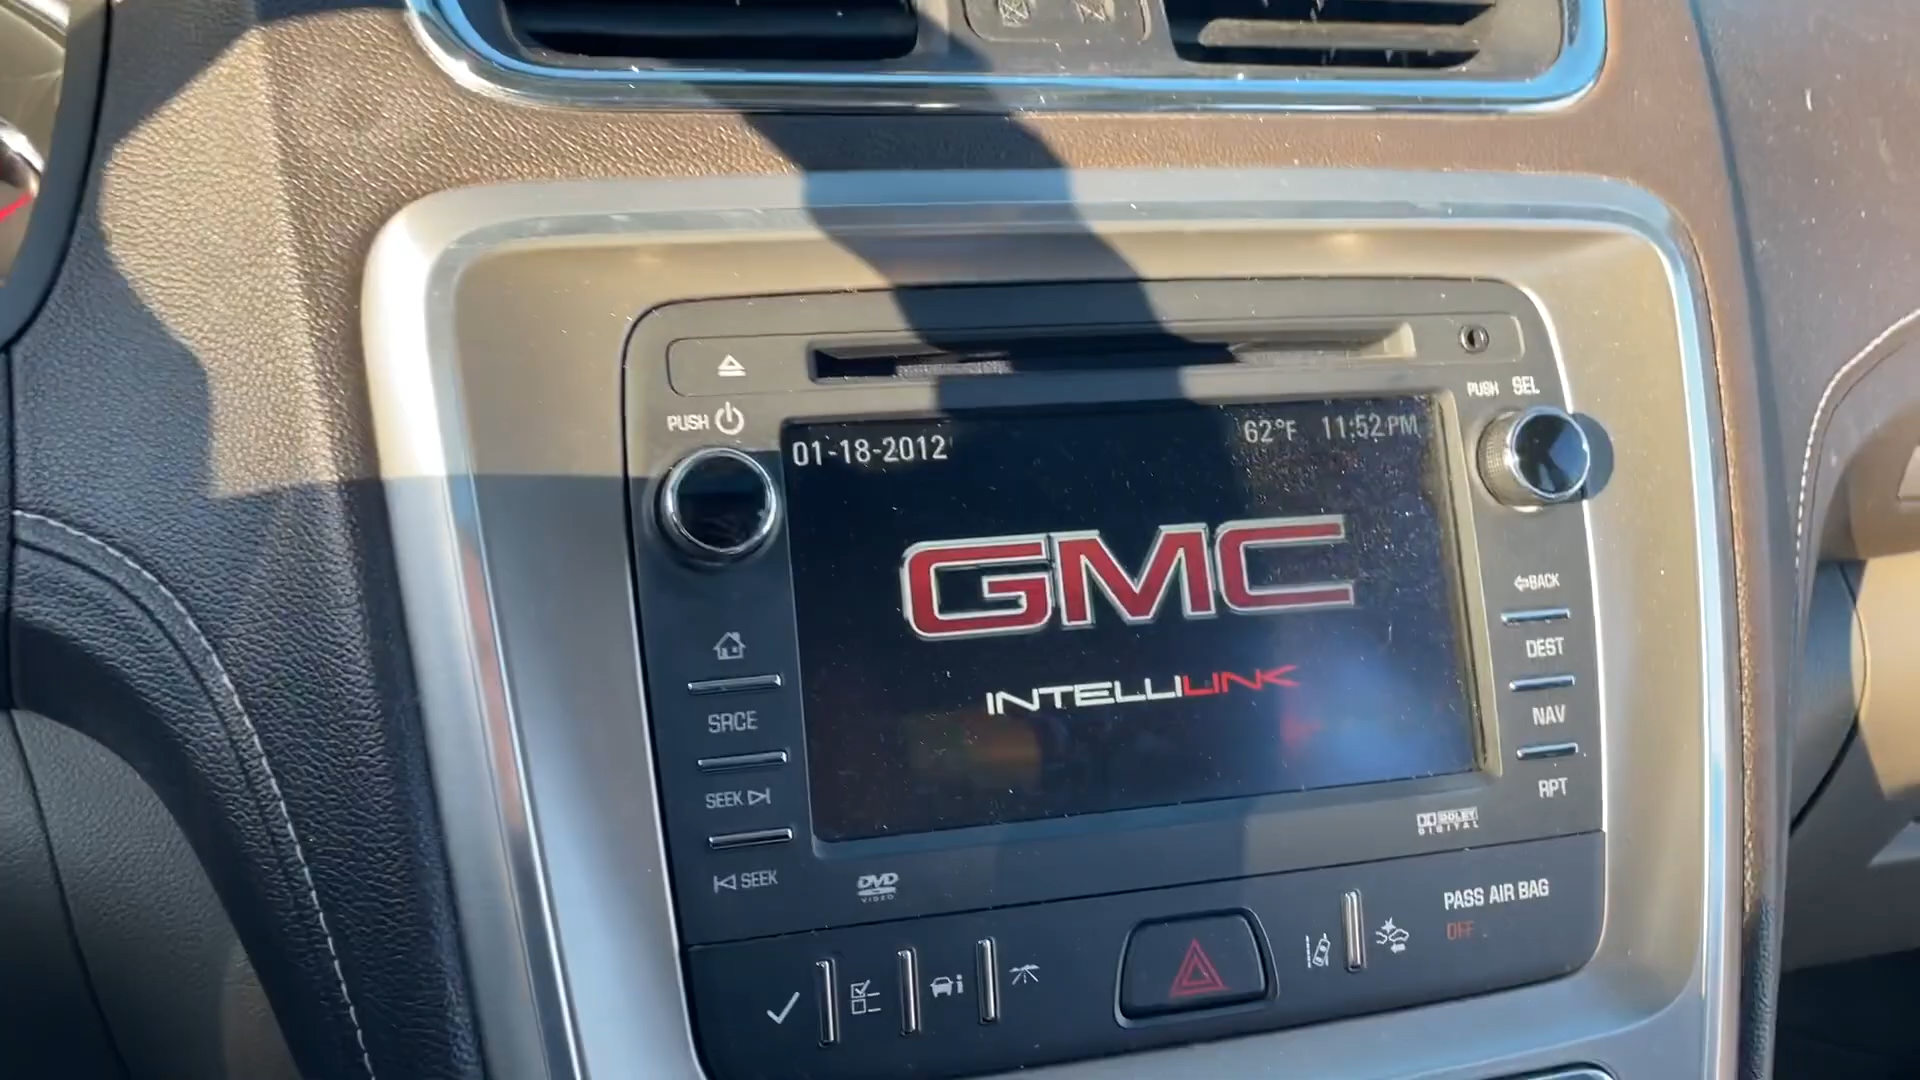 PUSH
PUSH SEL
01-18-2012
62°F 11:52 PM
GMC
INTELLILINK
SRCE
SEEK
SEEK
BACK
DEST
NAV
RPT
DVD
VIDEO
DOLBY
DIGITAL
PASS AIR BAG
OFF